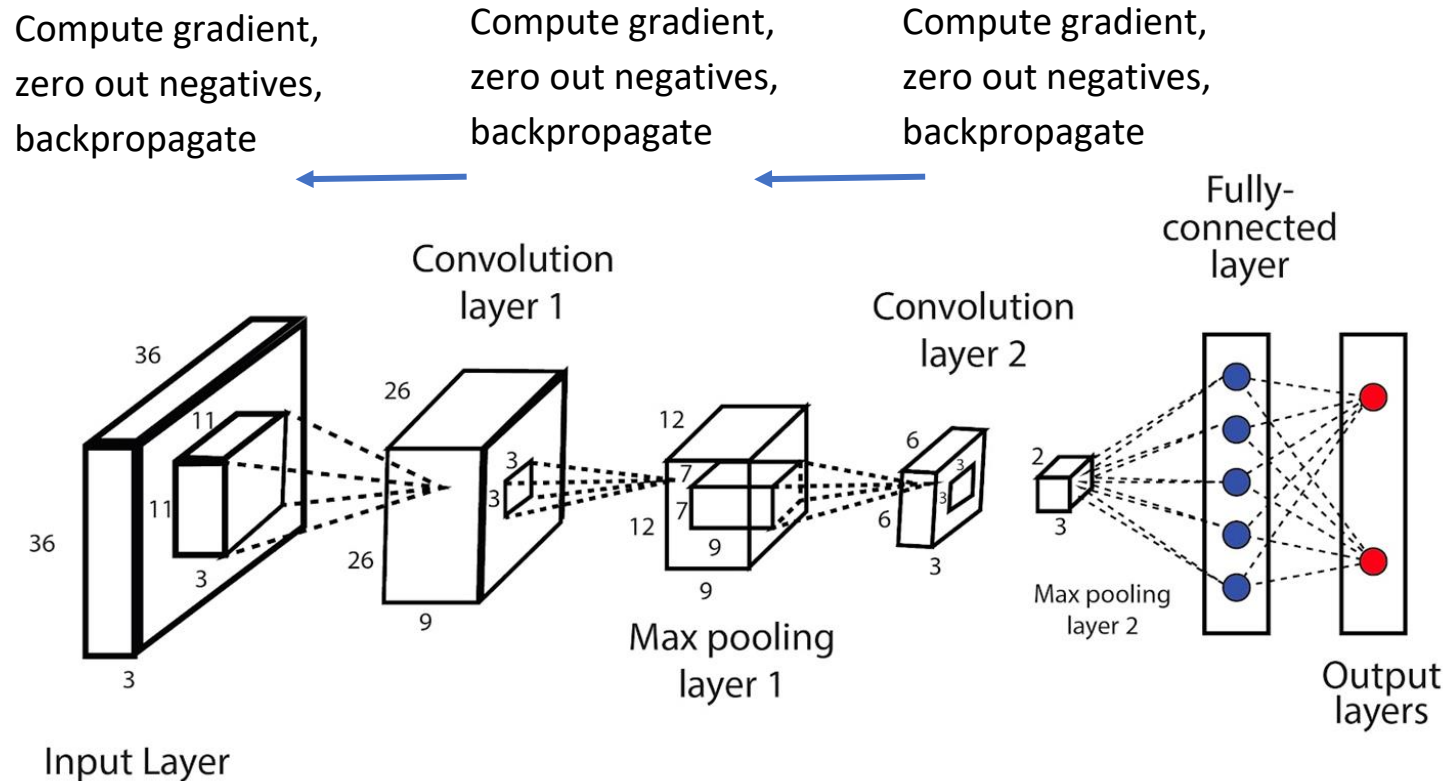 Compute gradient,
zero out negatives,
backpropagate
Compute gradient,
zero out negatives,
backpropagate
Compute gradient,
zero out negatives,
backpropagate
36
11
11
36
3
3
Input Layer
Convolution
layer 1
26
3
3
26
9
12
7
7
12
9
9
Max pooling
layer 1
Convolution
layer 2
6
3
3
6
3
2
3
Max pooling
layer 2
Fully-
connected
layer
Output
layers